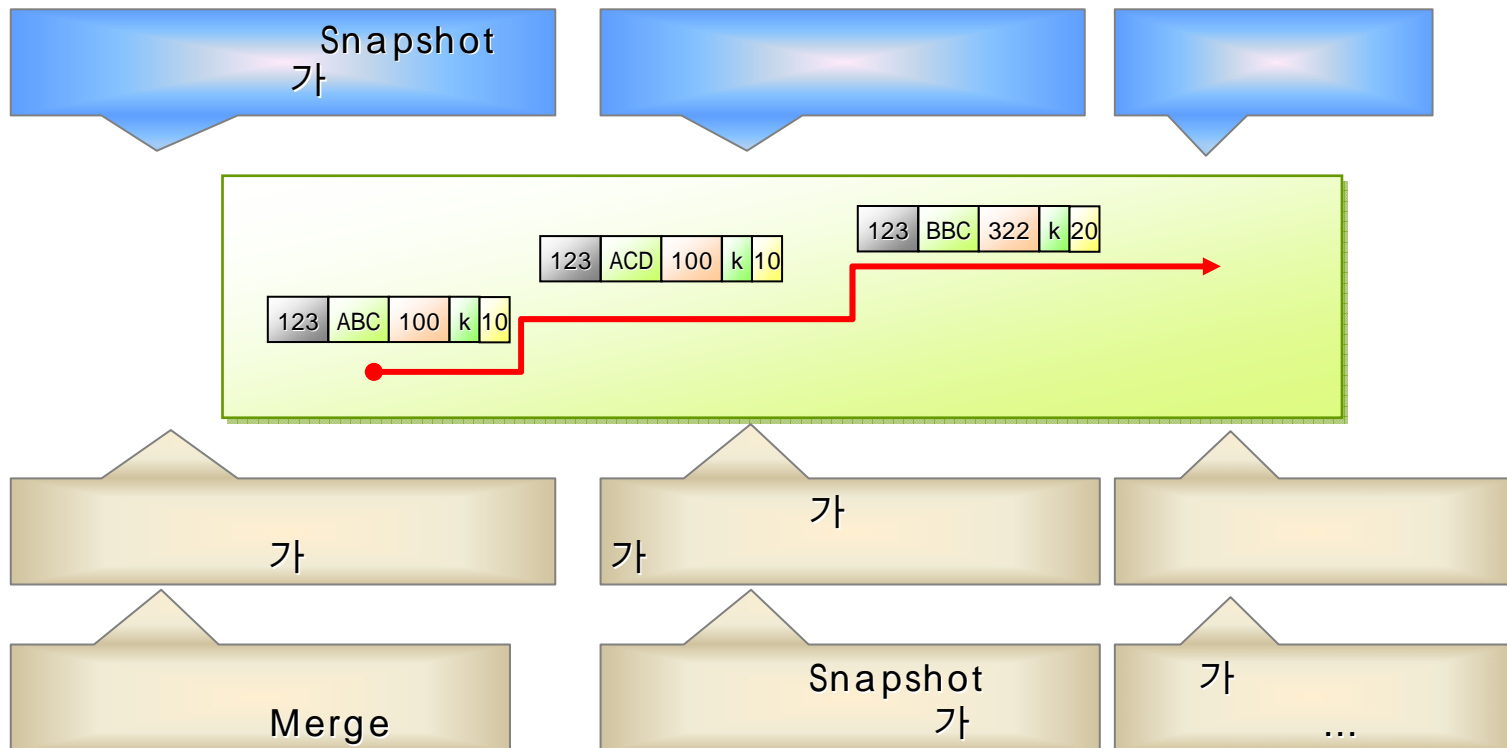 Snapshot
가
123 BBC 322 k 20
123 ACD 100 k 10
123 ABC 100 k 10
가
가
가
Merge
Snapshot
가
가
...